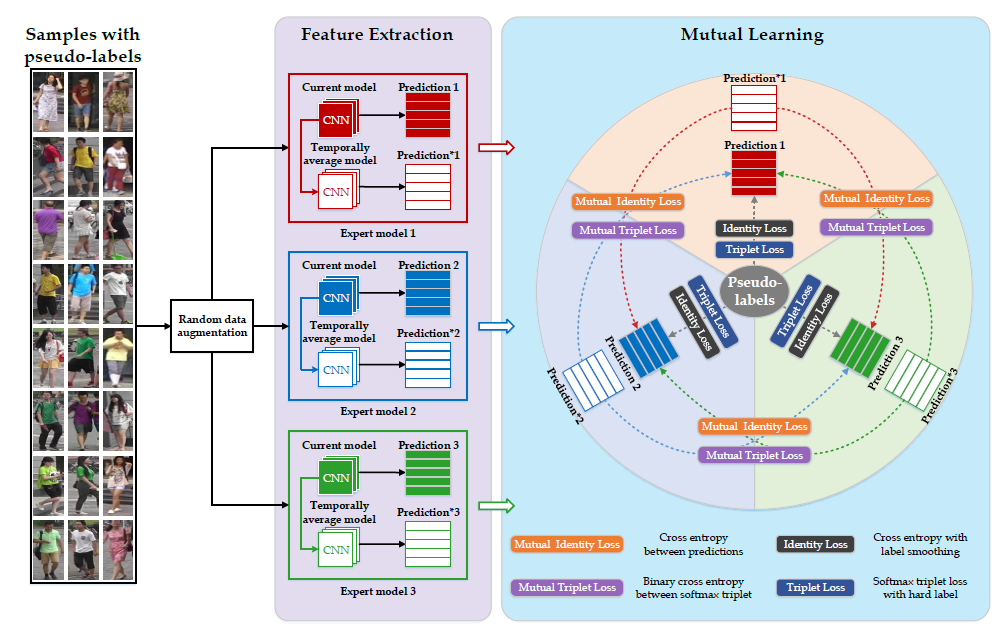 Samples with
pseudo-labels
Random data
augmentation
Feature Extraction
Current model
Prediction 1
CNN
Temporally
average model
Prediction*1
CNN
Expert model 1
Current model
Prediction 2
CNN
Temporally
average model
Prediction*2
CNN
Expert model 2
Current model
Prediction 3
CNN
Temporally
average model
Prediction*3
CNN
Expert model 3
Mutual Learning
Prediction*1
Prediction 1
Mutual Identity Loss
Mutual Triplet Loss
Identity Loss
Triplet Loss
Mutual Identity Loss
Mutual Triplet Loss
Pseudo-
labels
Identity Loss
Triplet Loss
Triplet Loss
Identity Loss
Prediction 2
Prediction*2
Prediction 3
Prediction*3
Mutual Identity Loss
Mutual Triplet Loss
Mutual Identity Loss
Cross entropy
between predictions
Identity Loss
Cross entropy with
label smoothing
Mutual Triplet Loss
Binary cross entropy
between softmax triplet
Triplet Loss
Softmax triplet loss
with hard label